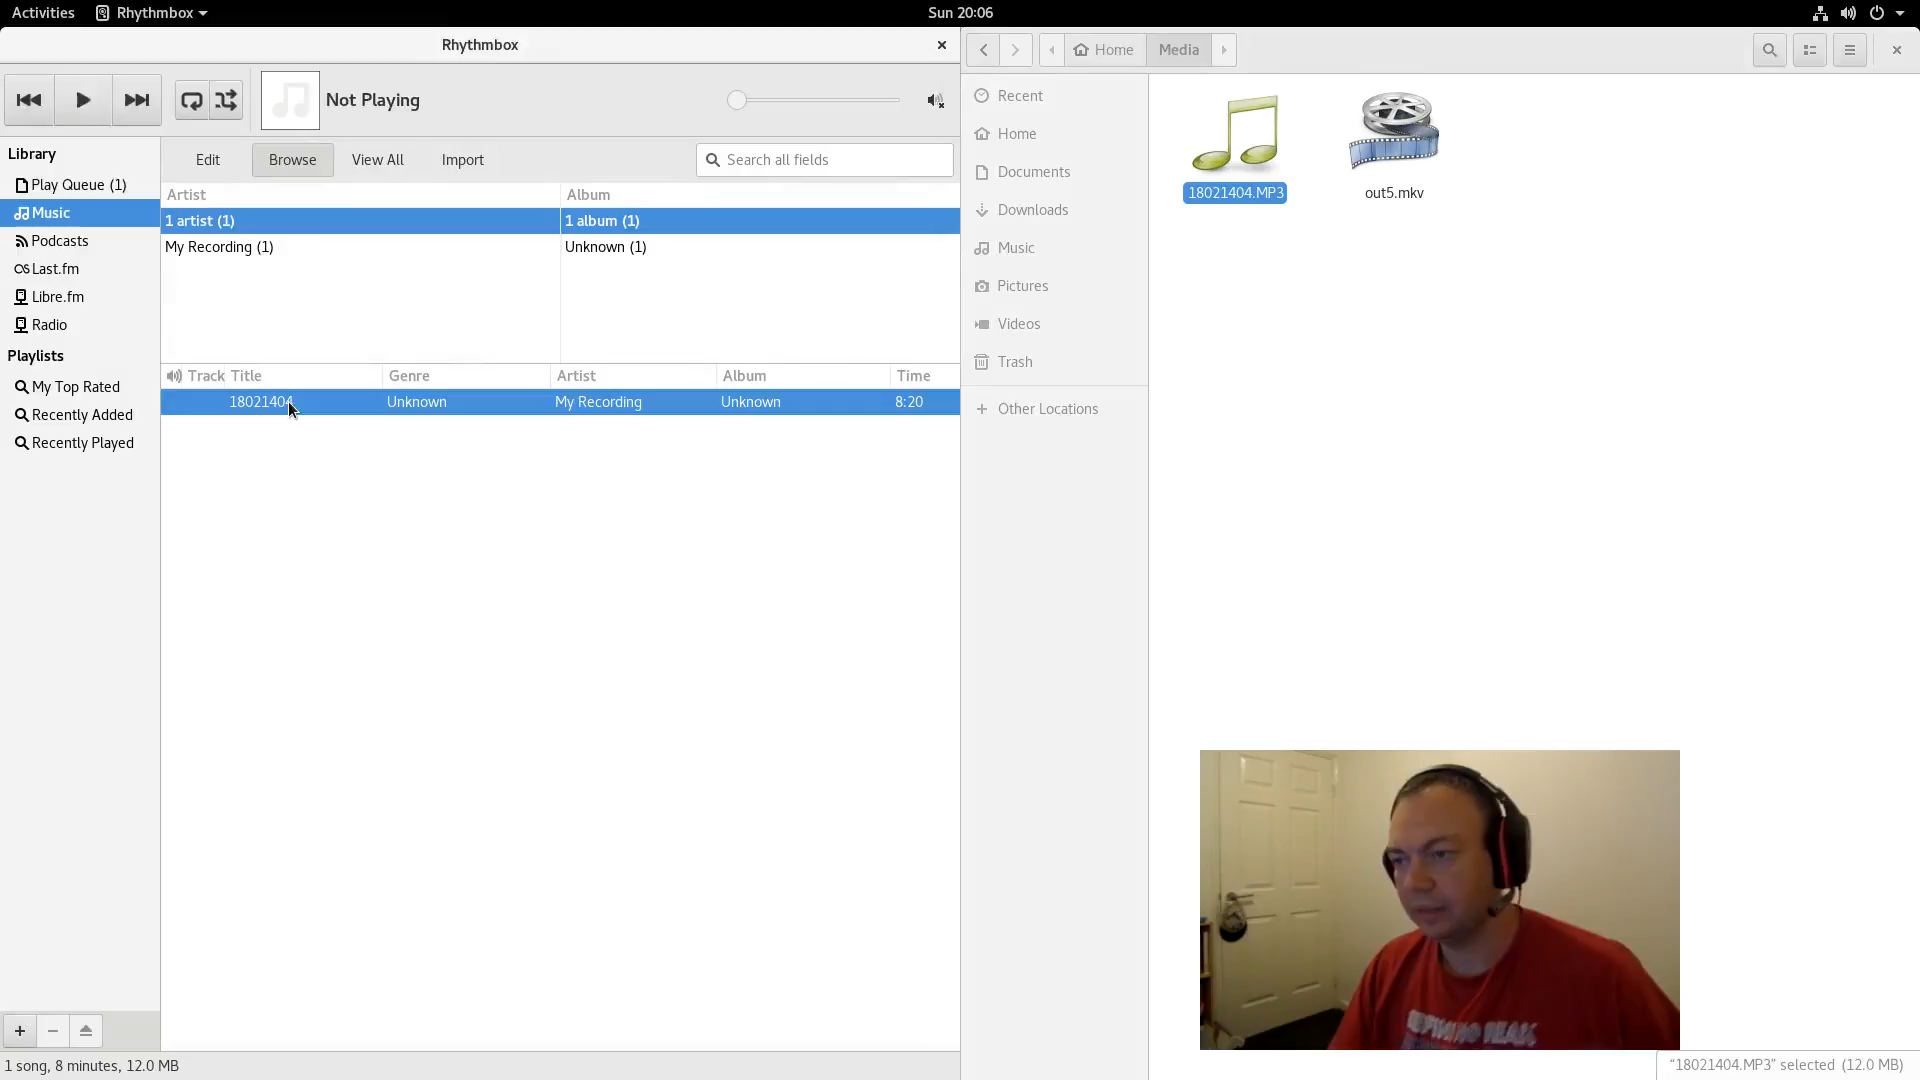 Activities Rhythmbox Sun 20:06
Rhythmbox
Not Playing
Library
Play Queue (1)
Music
Podcasts
Last.fm
Libre.fm
Radio
Playlists
My Top Rated
Recently Added
Recently Played
Edit Browse View All Import Search all fields
Artist Album
1 artist (1) 1 album (1)
My Recording (1) Unknown (1)
Track Title Genre Artist Album Time
18021404 Unknown My Recording Unknown 8:20
1 song, 8 minutes, 12.0 MB
Home Media
Recent
Home
Documents
Downloads
Music
Pictures
Videos
Trash
Other Locations
18021404.MP3 out5.mkv
"18021404.MP3" selected (12.0 MB)